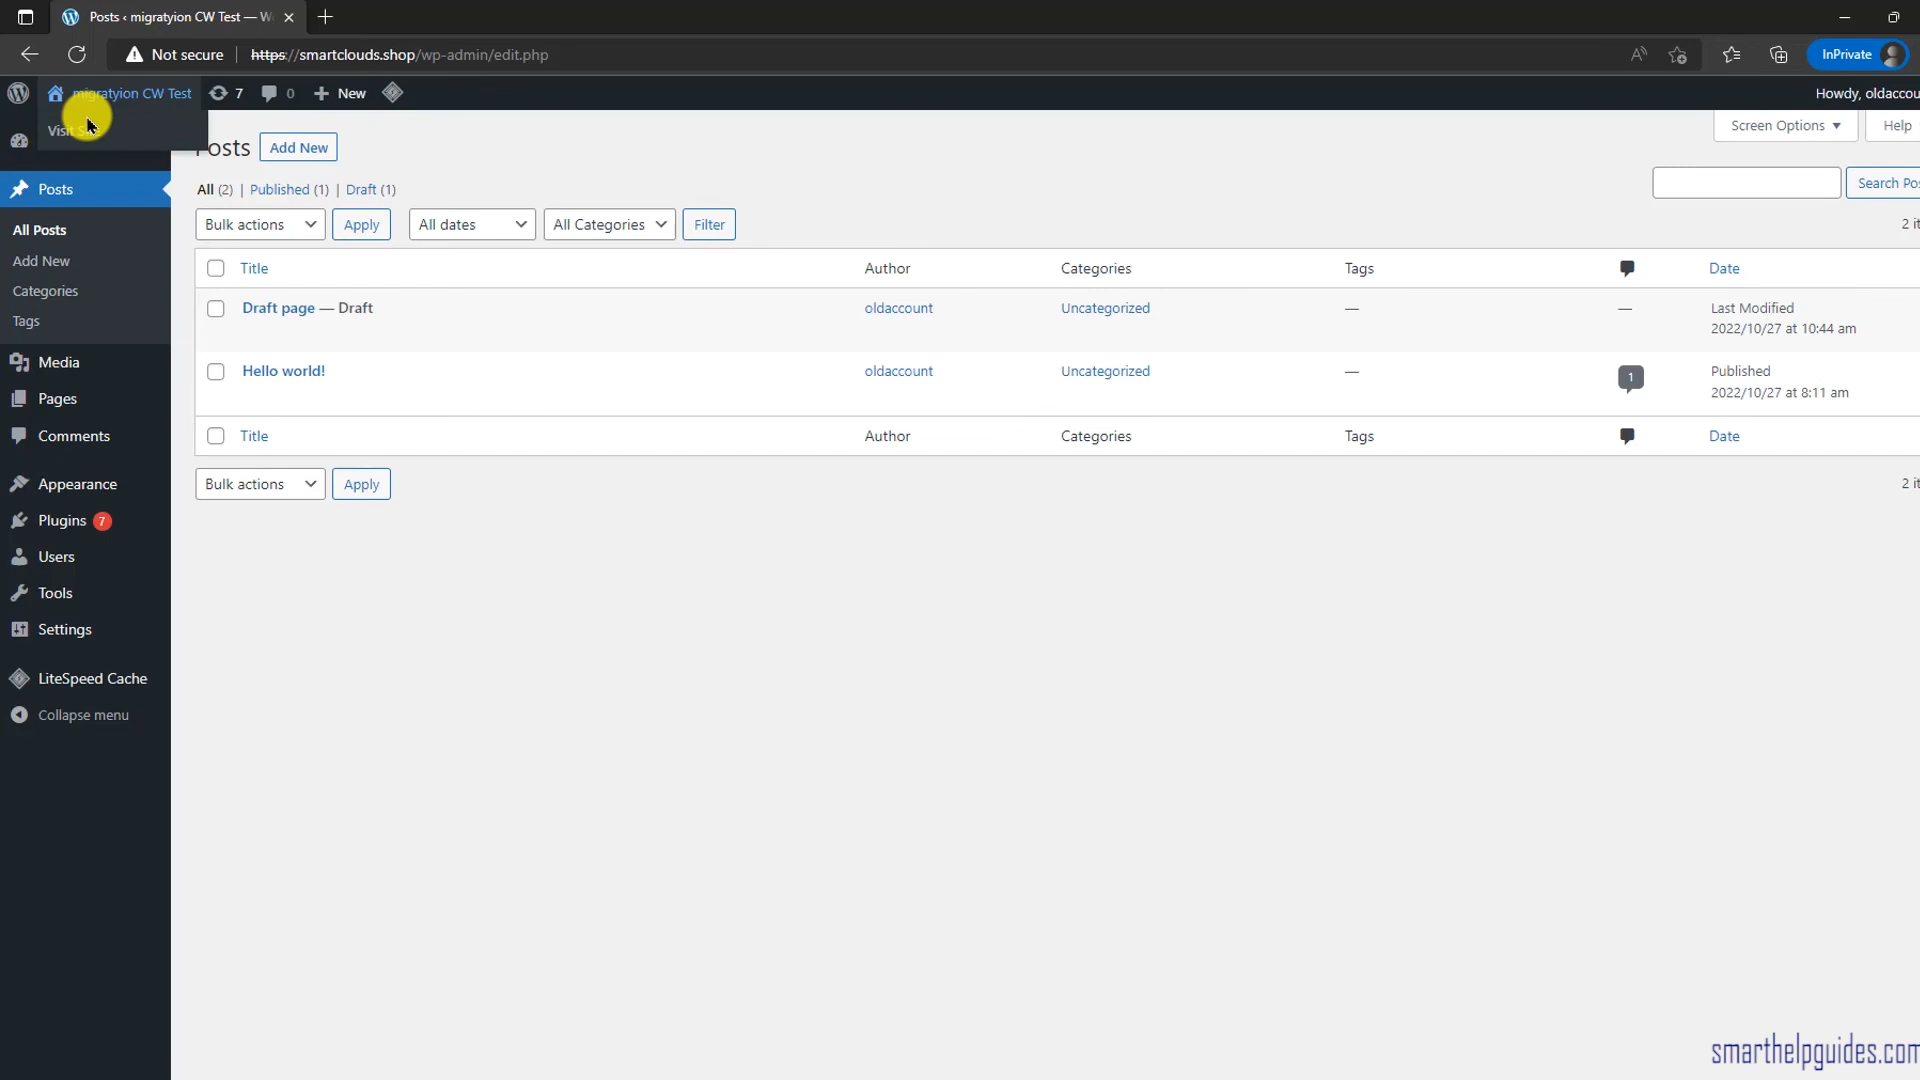 Posts ‹ migratyion CW Test — W
Not secure https://smartclouds.shop/wp-admin/edit.php InPrivate
migratyion CW Test 7 0 New Howdy, oldaccou
Visit
Posts Add New Screen Options Help
Posts
All (2) | Published (1) | Draft (1) Search Pos
Bulk actions Apply All dates All Categories Filter 2 it
All Posts
Add New
Categories
Tags
Media
Pages
Comments
Appearance
Plugins 7
Users
Tools
Settings
LiteSpeed Cache
Collapse menu
Title Author Categories Tags Date
Draft page — Draft oldaccount Uncategorized — — Last Modified
2022/10/27 at 10:44 am
Hello world! oldaccount Uncategorized — 1 Published
2022/10/27 at 8:11 am
Title Author Categories Tags Date
Bulk actions Apply 2 it
smarthelpguides.com